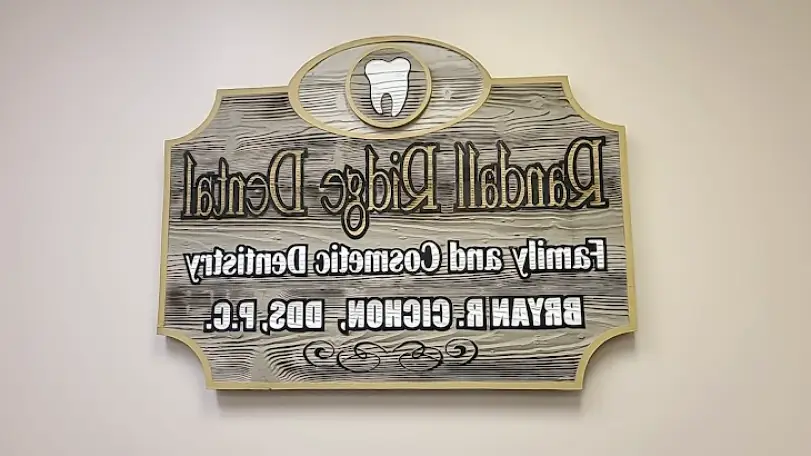 Randall Ridge Dental
Family and Cosmetic Dentistry
BRYAN R. CICHON, DDS, P.C.